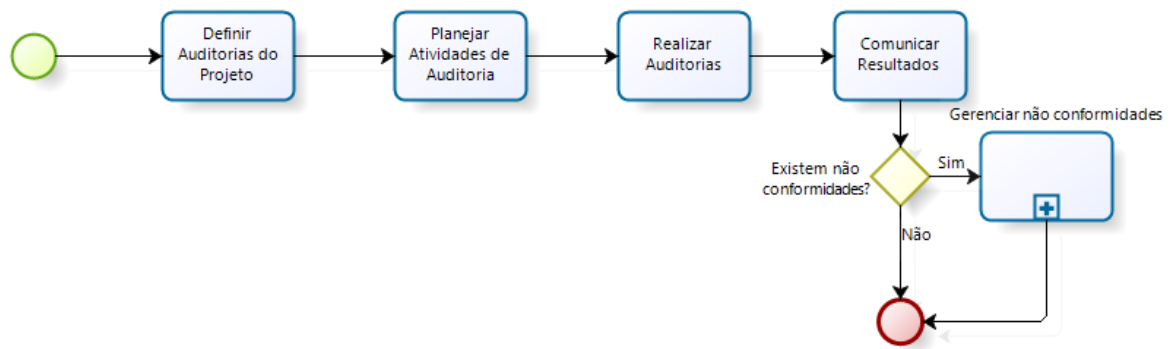 Definir
Auditorias do
Projeto
Planejar
Atividades de
Auditoria
Realizar
Auditorias
Comunicar
Resultados
Gerenciar não conformidades
Existem não
conformidades?
Sim
Não